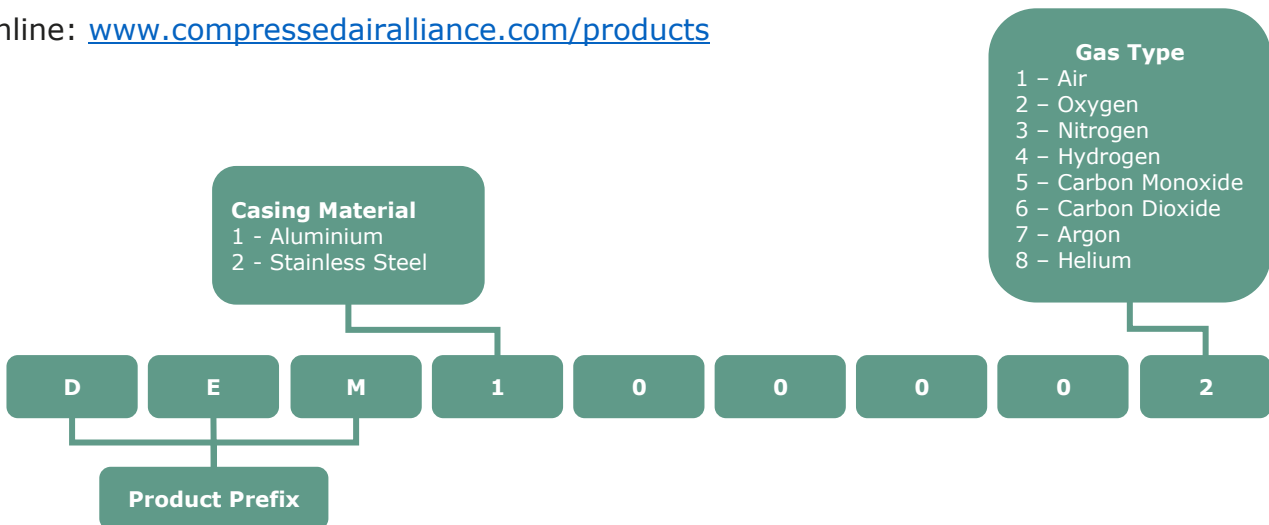 nline: www.compressedairalliance.com/products
Gas Type
1 – Air
2 – Oxygen
3 – Nitrogen
4 – Hydrogen
5 – Carbon Monoxide
6 – Carbon Dioxide
7 – Argon
8 – Helium
Casing Material
1 - Aluminium
2 - Stainless Steel
D E M 1 0 0 0 0 2
Product Prefix